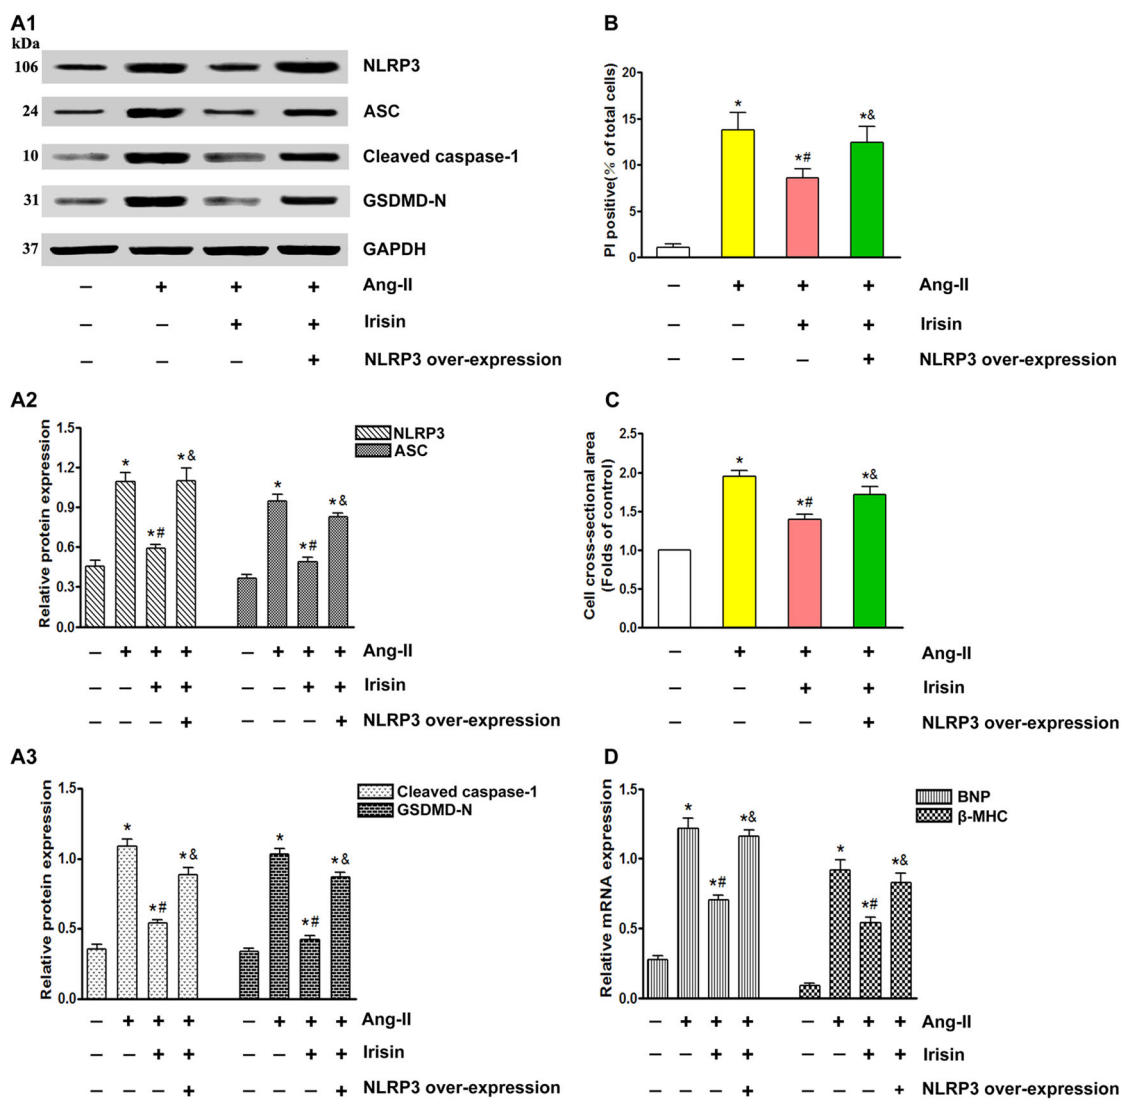 A1
kDa
106 NLRP3
24 ASC
10 Cleaved caspase-1
31 GSDMD-N
37 GAPDH
− + + + Ang-II
− − + + Irisin
− − − + NLRP3 over-expression
B
PI positive(% of total cells)
20
15
10
5
0
*
*#
*&
− + + + Ang-II
− − + + Irisin
− − − + NLRP3 over-expression
A2
Relative protein expression
1.5
1.2
0.9
0.6
0.3
0.0
NLRP3
ASC
* *# *& * *# *&
− + + + − + + + Ang-II
− − + + − − + + Irisin
− − − + − − − + NLRP3 over-expression
C
Cell cross-sectional area
(Folds of control)
2.5
2.0
1.5
1.0
0.5
0.0
*
*#
*&
− + + + Ang-II
− − + + Irisin
− − − + NLRP3 over-expression
A3
Relative protein expression
1.5
1.0
0.5
0.0
Cleaved caspase-1
GSDMD-N
* *# *& * *# *&
− + + + − + + + Ang-II
− − + + − − + + Irisin
− − − + − − − + NLRP3 over-expression
D
Relative mRNA expression
1.5
1.0
0.5
0.0
BNP
β-MHC
* *# *& * *# *&
− + + + − + + + Ang-II
− − + + − − + + Irisin
− − − + − − − + NLRP3 over-expression